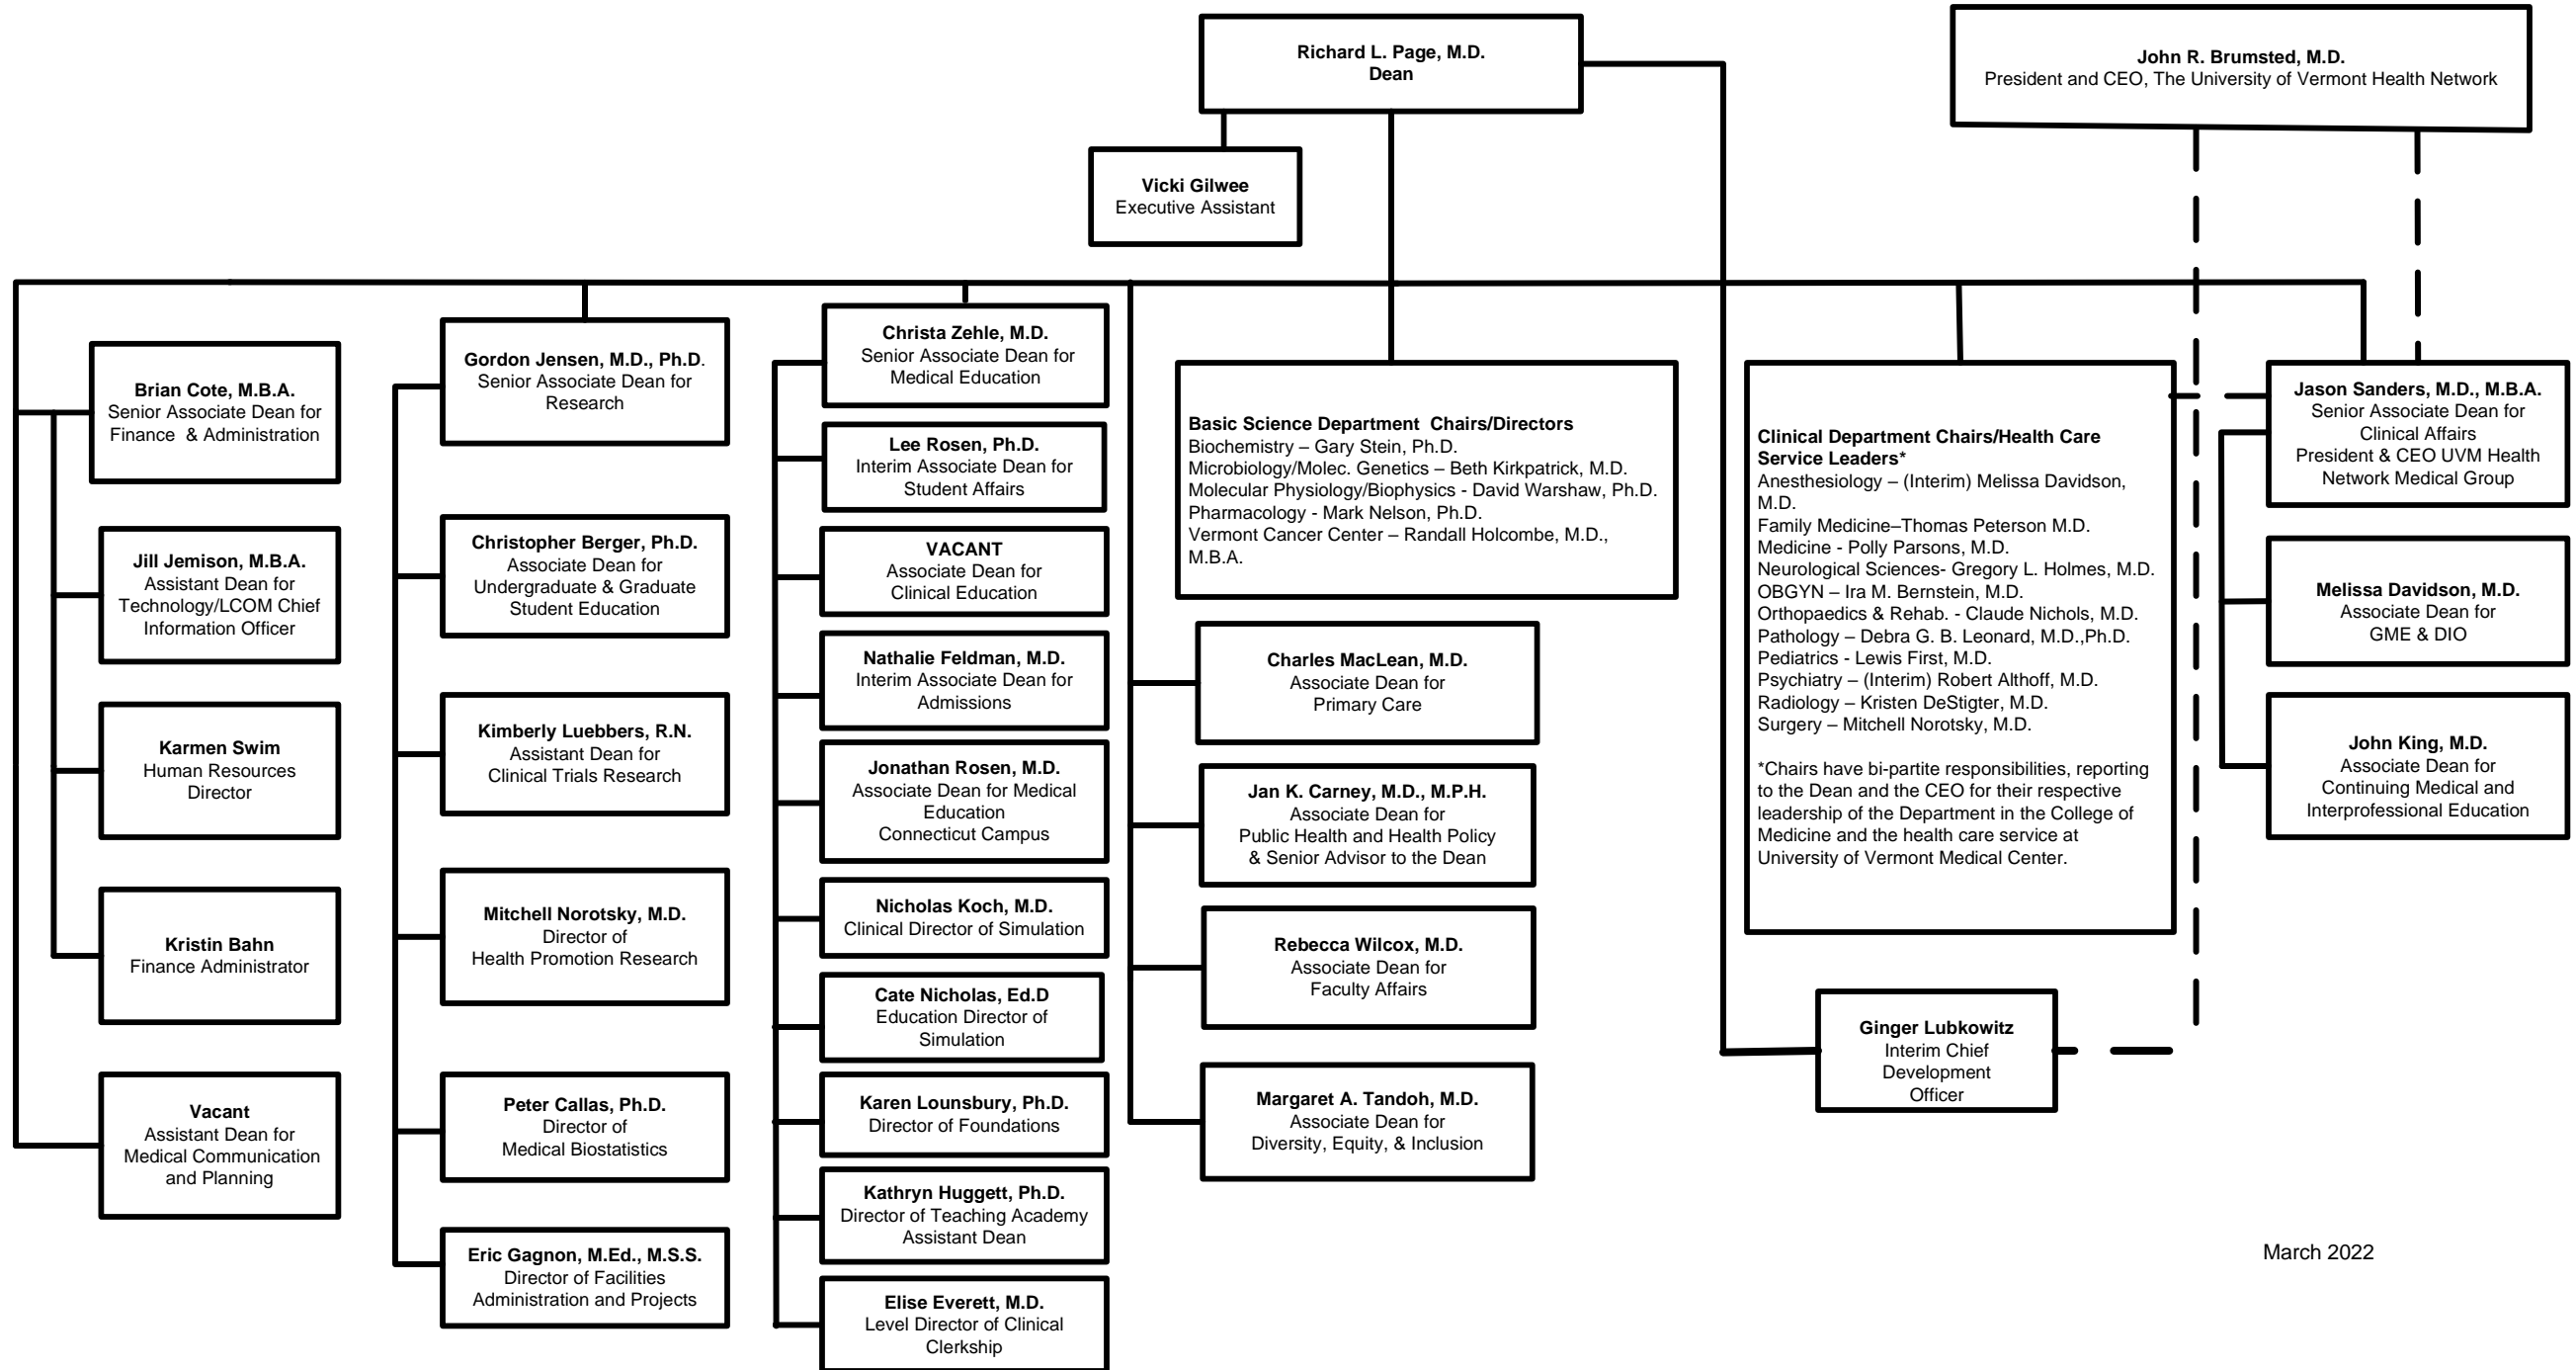 Richard L. Page, M.D.
Dean
John R. Brumsted, M.D.
President and CEO, The University of Vermont Health Network
Vicki Gilwee
Executive Assistant
Brian Cote, M.B.A.
Senior Associate Dean for
Finance & Administration
Jill Jemison, M.B.A.
Assistant Dean for
Technology/LCOM Chief
Information Officer
Karmen Swim
Human Resources
Director
Kristin Bahn
Finance Administrator
Vacant
Assistant Dean for
Medical Communication
and Planning
Gordon Jensen, M.D., Ph.D.
Senior Associate Dean for
Research
Christopher Berger, Ph.D.
Associate Dean for
Undergraduate & Graduate
Student Education
Kimberly Luebbers, R.N.
Assistant Dean for
Clinical Trials Research
Mitchell Norotsky, M.D.
Director of
Health Promotion Research
Peter Callas, Ph.D.
Director of
Medical Biostatistics
Eric Gagnon, M.Ed., M.S.S.
Director of Facilities
Administration and Projects
Christa Zehle, M.D.
Senior Associate Dean for
Medical Education
Lee Rosen, Ph.D.
Interim Associate Dean for
Student Affairs
VACANT
Associate Dean for
Clinical Education
Nathalie Feldman, M.D.
Interim Associate Dean for
Admissions
Jonathan Rosen, M.D.
Associate Dean for Medical
Education
Connecticut Campus
Nicholas Koch, M.D.
Clinical Director of Simulation
Cate Nicholas, Ed.D
Education Director of
Simulation
Karen Lounsbury, Ph.D.
Director of Foundations
Kathryn Huggett, Ph.D.
Director of Teaching Academy
Assistant Dean
Elise Everett, M.D.
Level Director of Clinical
Clerkship
Basic Science Department  Chairs/Directors
Biochemistry – Gary Stein, Ph.D.
Microbiology/Molec. Genetics – Beth Kirkpatrick, M.D.
Molecular Physiology/Biophysics - David Warshaw, Ph.D.
Pharmacology - Mark Nelson, Ph.D.
Vermont Cancer Center – Randall Holcombe, M.D.,
M.B.A.
Charles MacLean, M.D.
Associate Dean for
Primary Care
Jan K. Carney, M.D., M.P.H.
Associate Dean for
Public Health and Health Policy
& Senior Advisor to the Dean
Rebecca Wilcox, M.D.
Associate Dean for
Faculty Affairs
Margaret A. Tandoh, M.D.
Associate Dean for
Diversity, Equity, & Inclusion
Clinical Department Chairs/Health Care
Service Leaders*
Anesthesiology – (Interim) Melissa Davidson,
M.D.
Family Medicine–Thomas Peterson M.D.
Medicine - Polly Parsons, M.D.
Neurological Sciences- Gregory L. Holmes, M.D.
OBGYN – Ira M. Bernstein, M.D.
Orthopaedics & Rehab. - Claude Nichols, M.D.
Pathology – Debra G. B. Leonard, M.D.,Ph.D.
Pediatrics - Lewis First, M.D.
Psychiatry – (Interim) Robert Althoff, M.D.
Radiology – Kristen DeStigter, M.D.
Surgery – Mitchell Norotsky, M.D.
*Chairs have bi-partite responsibilities, reporting
to the Dean and the CEO for their respective
leadership of the Department in the College of
Medicine and the health care service at
University of Vermont Medical Center.
Ginger Lubkowitz
Interim Chief
Development
Officer
Jason Sanders, M.D., M.B.A.
Senior Associate Dean for
Clinical Affairs
President & CEO UVM Health
Network Medical Group
Melissa Davidson, M.D.
Associate Dean for
GME & DIO
John King, M.D.
Associate Dean for
Continuing Medical and
Interprofessional Education
March 2022